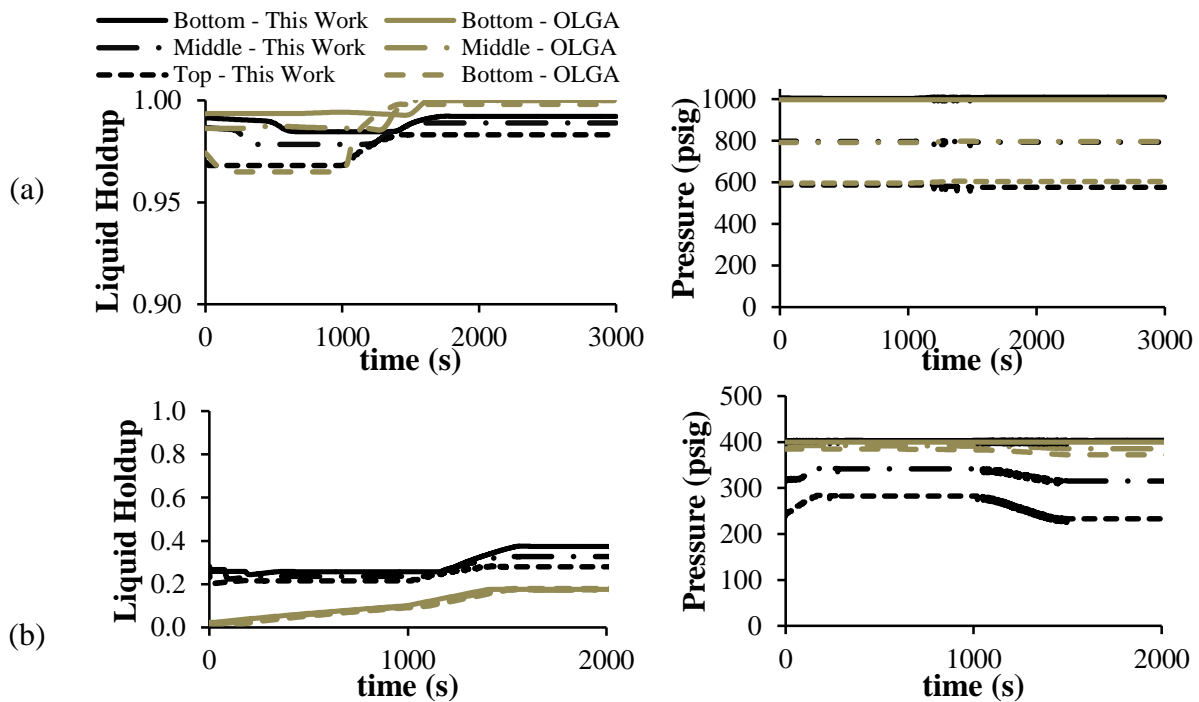 Bottom - This Work Bottom - OLGA
Middle - This Work Middle - OLGA
Top - This Work Bottom - OLGA
(a)
Liquid Holdup
1.00
0.95
0.90
0 1000 2000 3000
time (s)
Pressure (psig)
1000
800
600
400
200
0
0 1000 2000 3000
time (s)
(b)
Liquid Holdup
1.0
0.8
0.6
0.4
0.2
0.0
0 1000 2000
time (s)
Pressure (psig)
500
400
300
200
100
0
0 1000 2000
time (s)